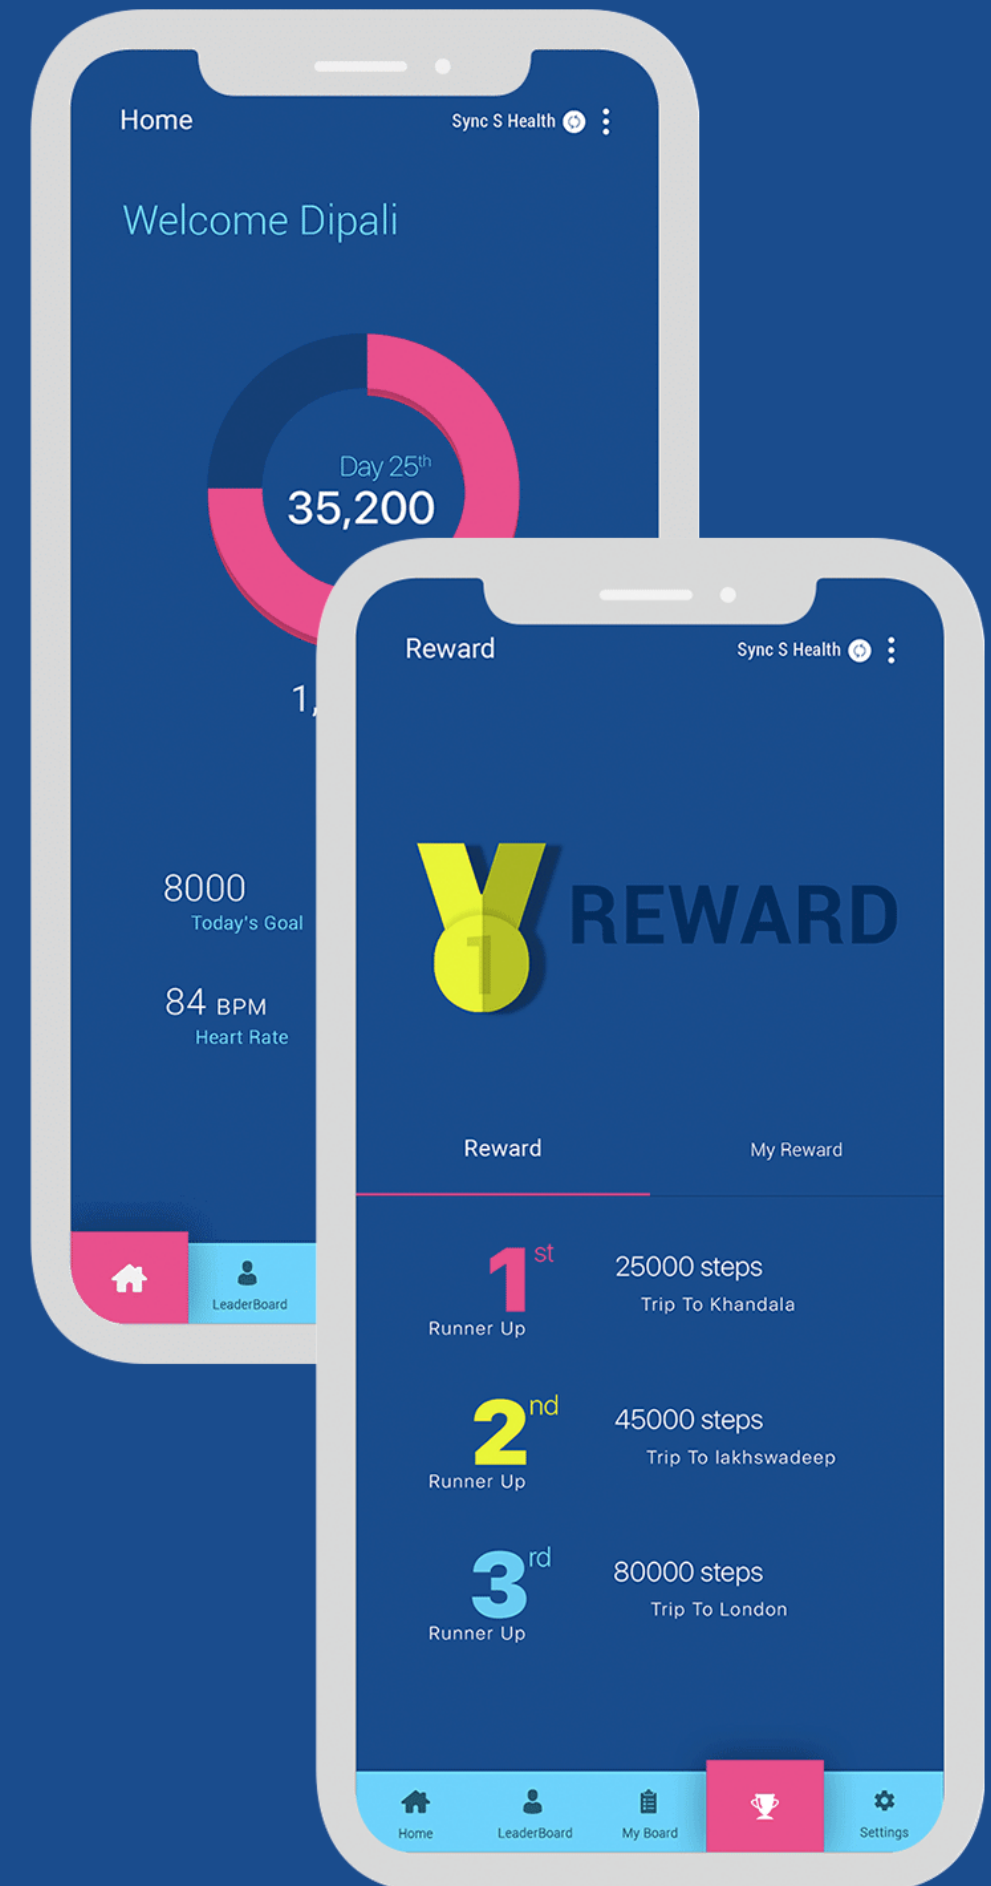 Home
Sync S Health
Welcome Dipali
Day 25th
35,200
1,
8000
Today's Goal
84 BPM
Heart Rate
LeaderBoard
Reward
Sync S Health
1
REWARD
Reward
My Reward
1st
Runner Up
25000 steps
Trip To Khandala
2nd
Runner Up
45000 steps
Trip To lakhswadeep
3rd
Runner Up
80000 steps
Trip To London
Home
LeaderBoard
My Board
Settings